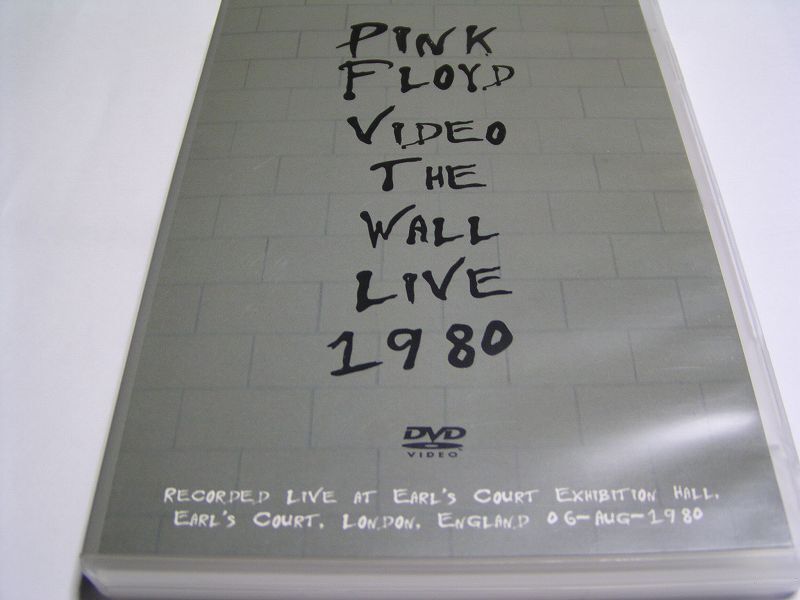 PINK
FLOYD
VIDEO
THE
WALL
LIVE
1980
DVD
VIDEO
RECORDED LIVE AT EARL'S COURT EXHIBITION HALL,
EARL'S COURT, LONDON, ENGLAND 06-AUG-1980